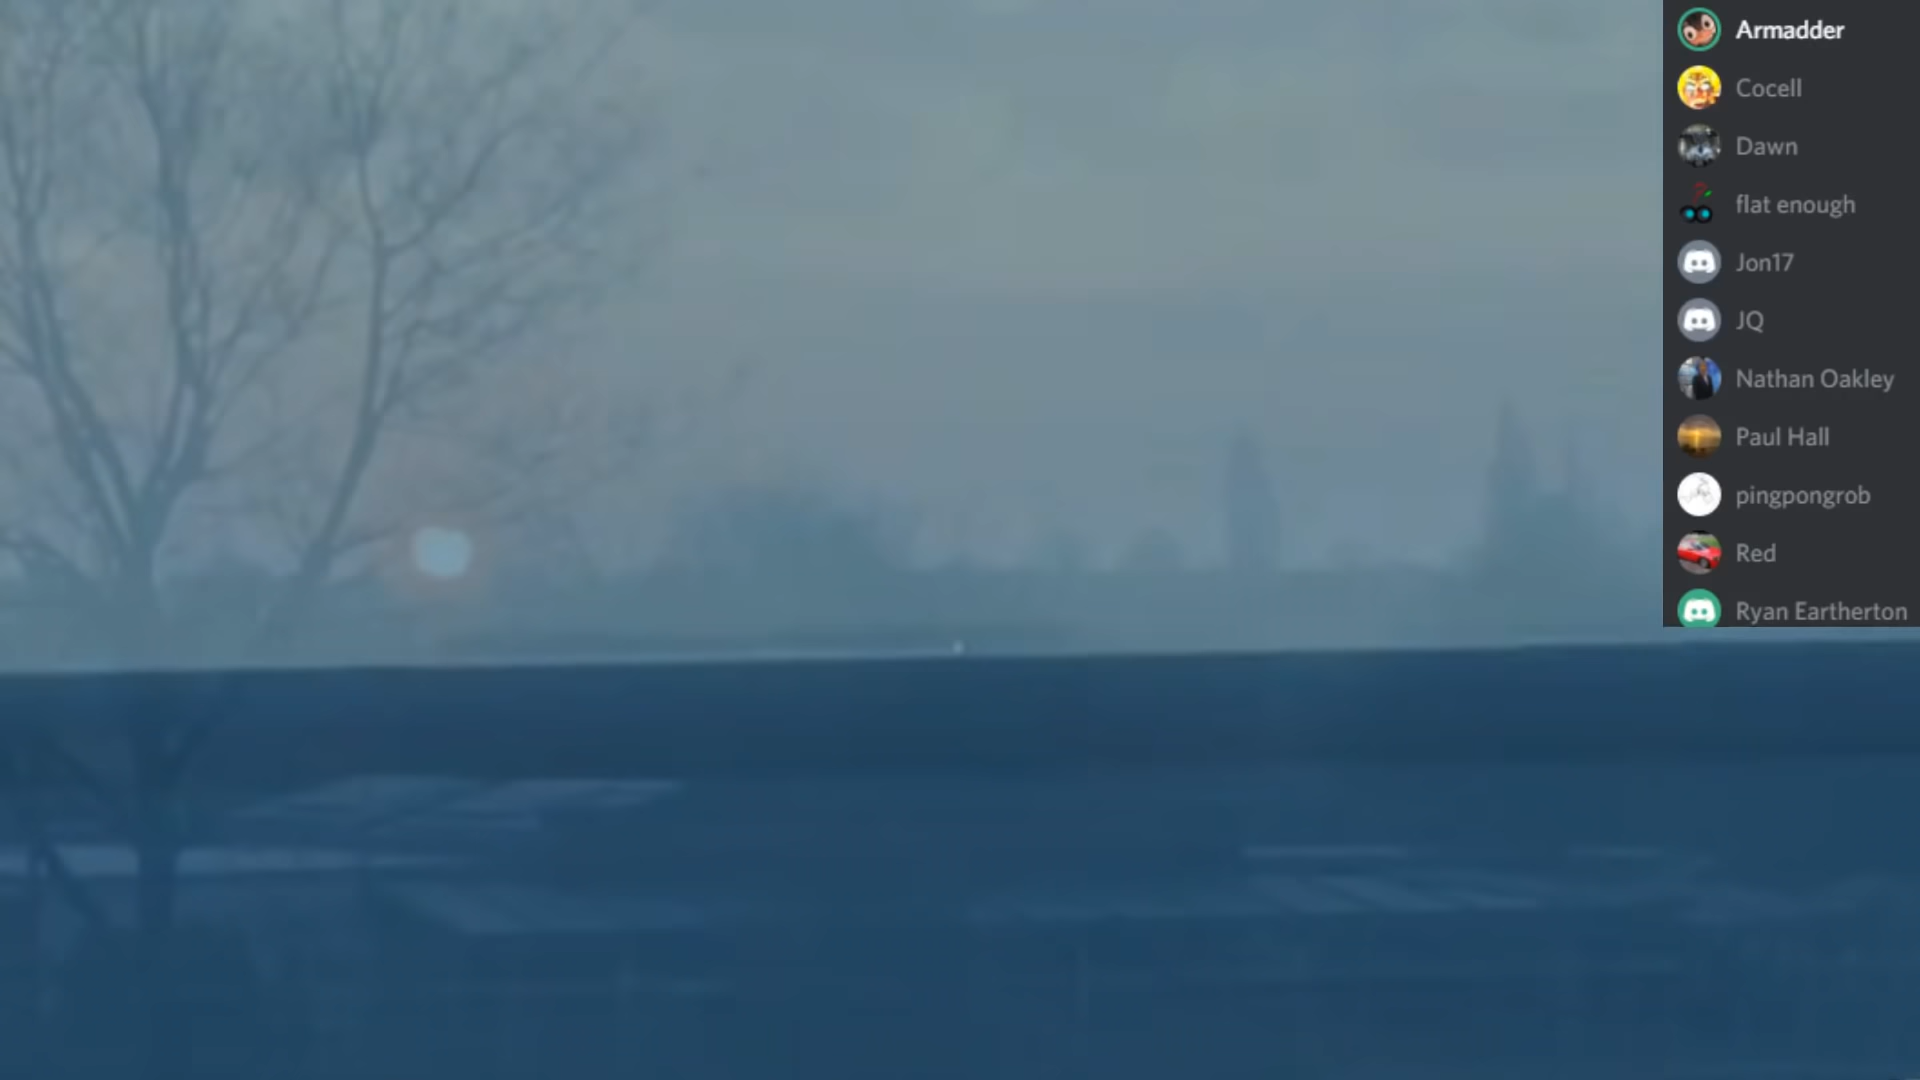 Armadder
Cocell
Dawn
flat enough
Jon17
JQ
Nathan Oakley
Paul Hall
pingpongrob
Red
Ryan Eartherton